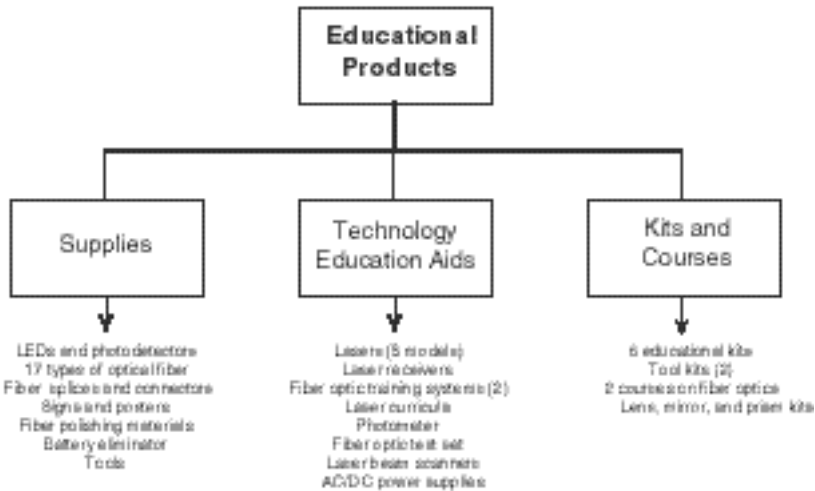 Educational
Products
Supplies
Technology
Education Aids
Kits and
Courses
LEDs and photodetectors
17 types of optical fiber
Fiber splices and connectors
Signs and posters
Fiber polishing materials
Battery eliminator
Tools
Lasers (5 models)
Laser receivers
Fiber optic training systems (2)
Laser curricula
Photometer
Fiber optic test set
Laser beam scanners
AC/DC power supplies
6 educational kits
Tool kits (2)
2 courses on fiber optics
Lens, mirror, and prism kits